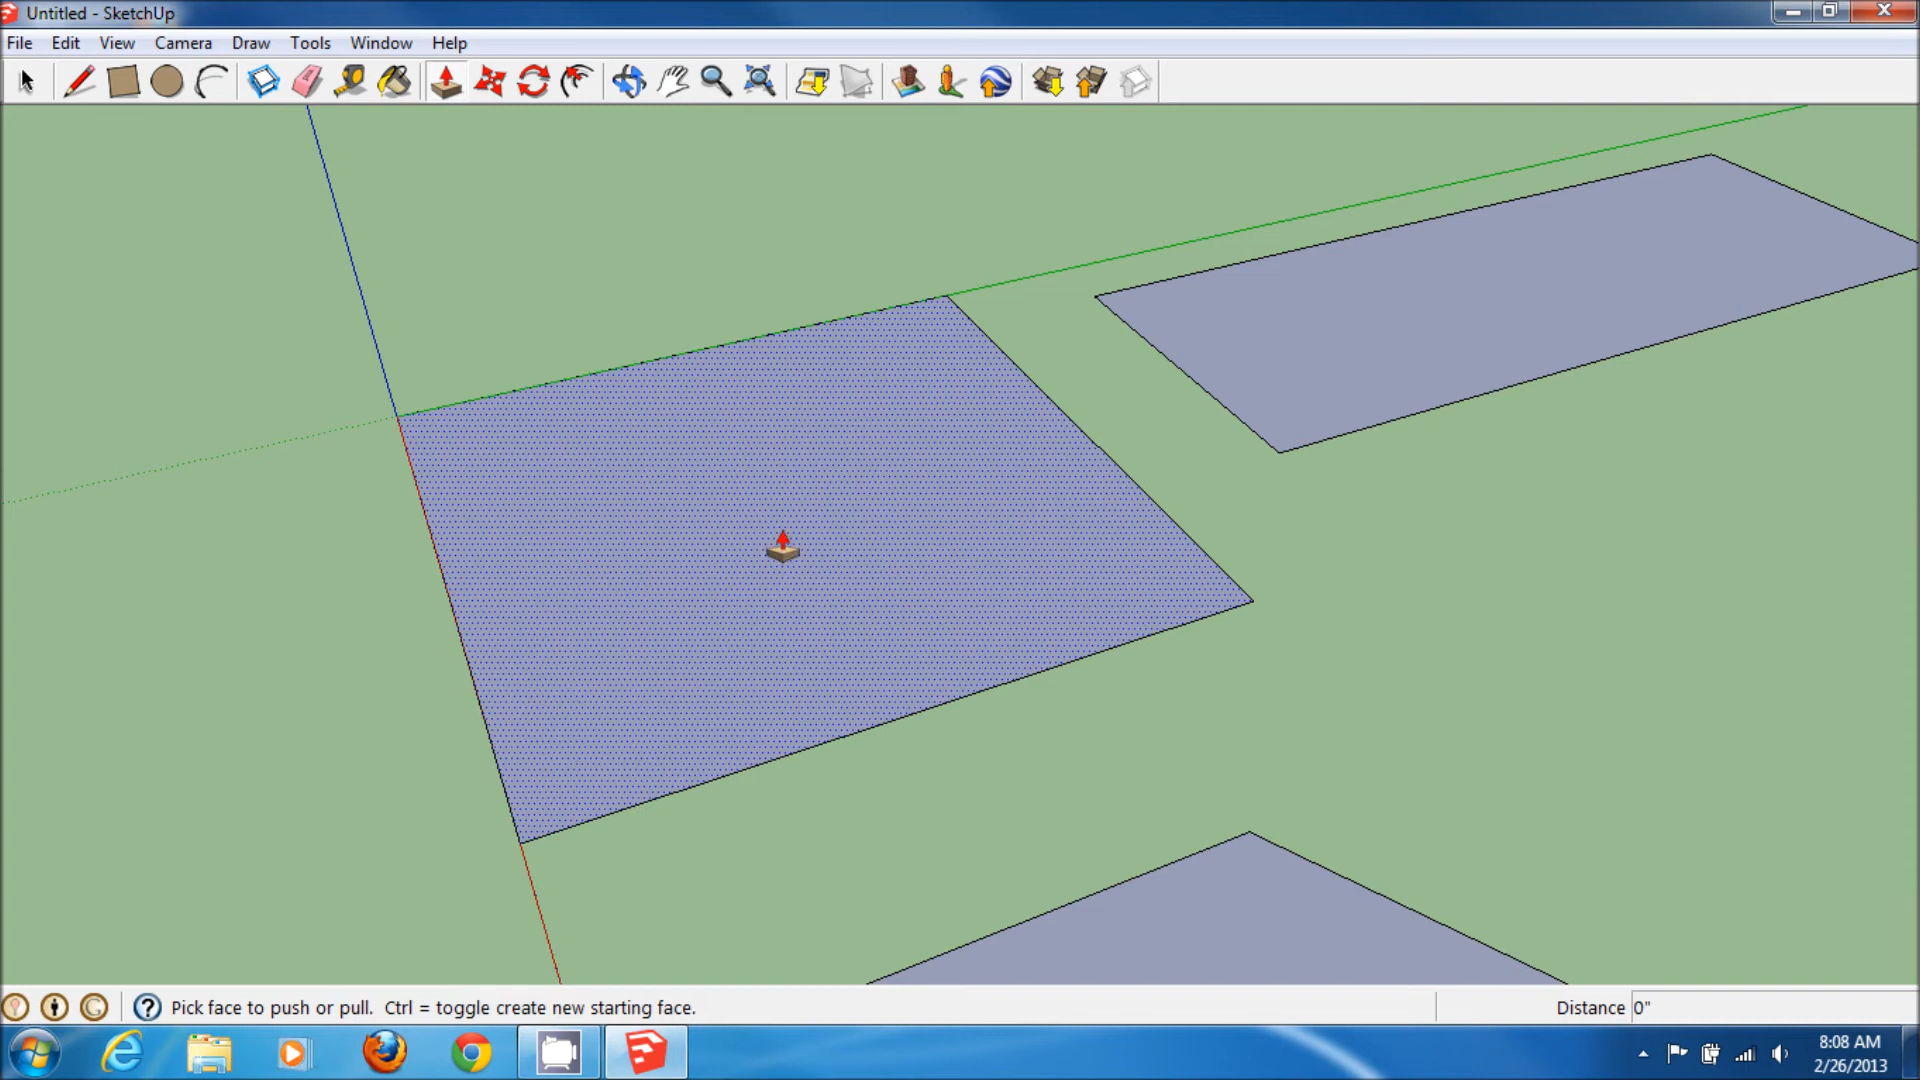 Untitled - SketchUp
File Edit View Camera Draw Tools Window Help
Pick face to push or pull. Ctrl = toggle create new starting face.
Distance 0"
8:08 AM
2/26/2013